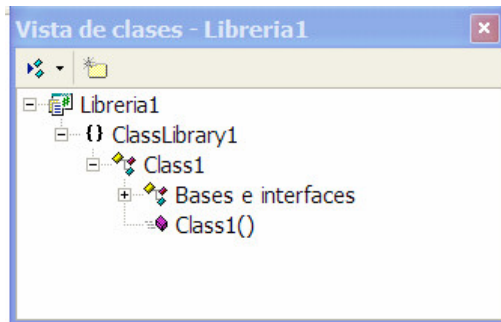 Vista de clases - Libreria1
Libreria1
{} ClassLibrary1
Class1
Bases e interfaces
Class1()